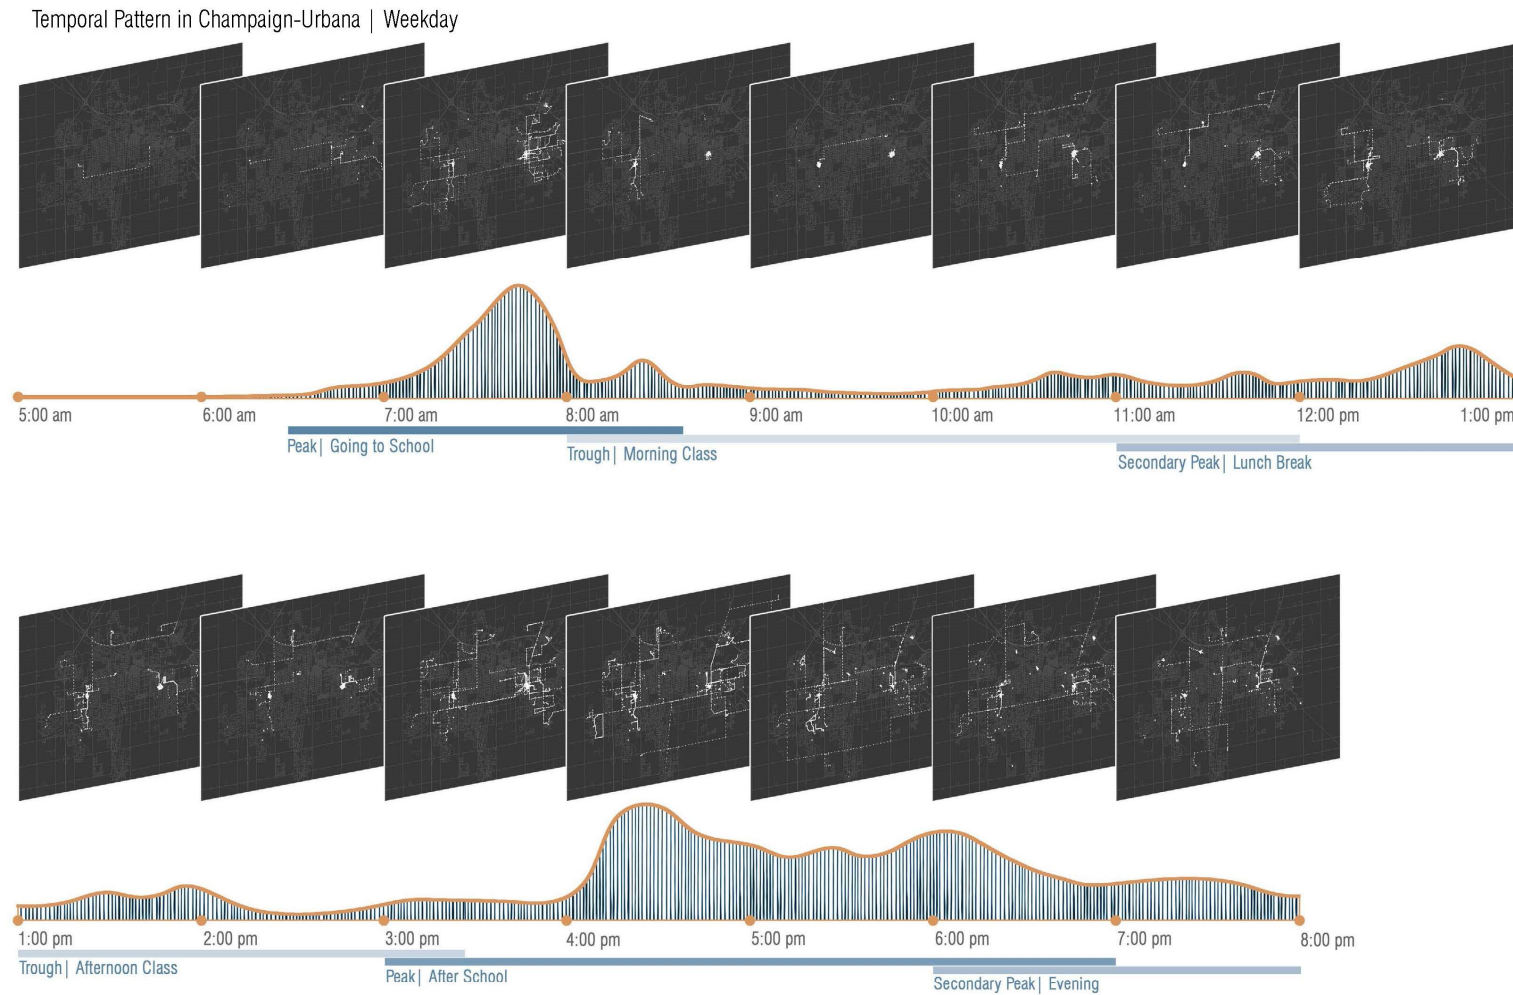 Temporal Pattern in Champaign-Urbana | Weekday
5:00 am 6:00 am 7:00 am 8:00 am 9:00 am 10:00 am 11:00 am 12:00 pm 1:00 pm
Peak| Going to School
Trough| Morning Class
Secondary Peak| Lunch Break
1:00 pm 2:00 pm 3:00 pm 4:00 pm 5:00 pm 6:00 pm 7:00 pm 8:00 pm
Trough| Afternoon Class
Peak| After School
Secondary Peak| Evening